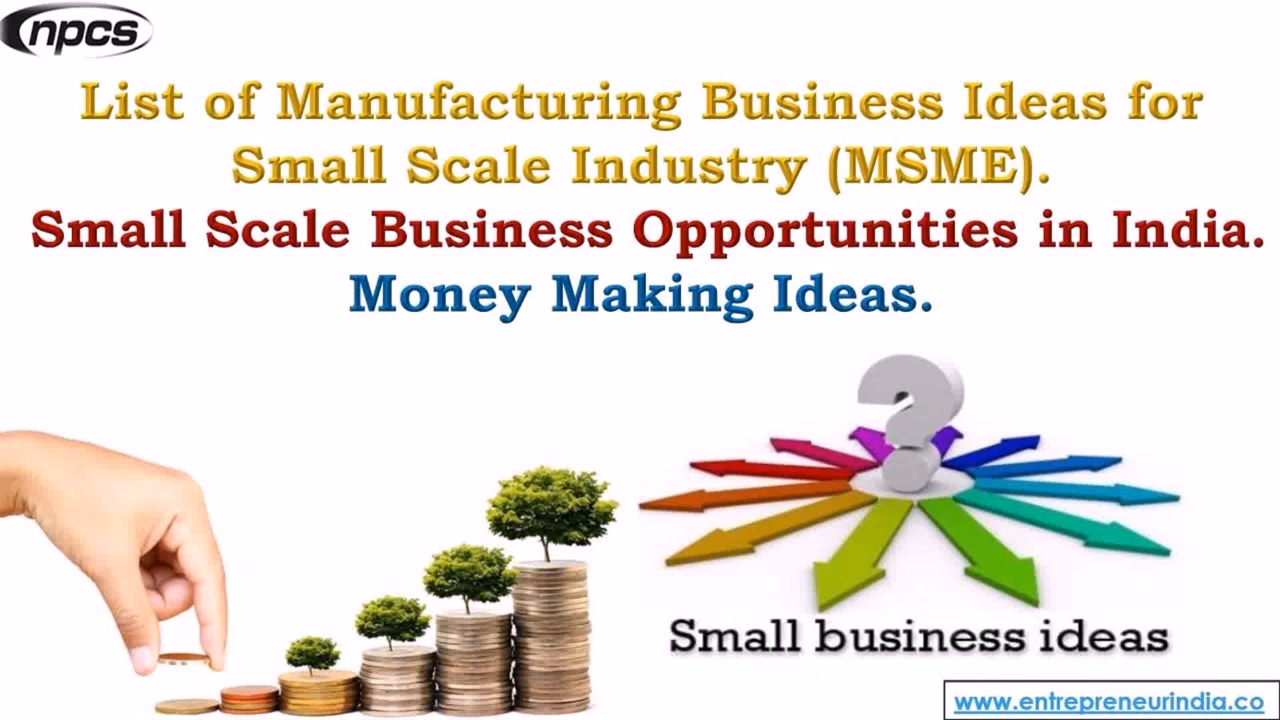 npcs
List of Manufacturing Business Ideas for
Small Scale Industry (MSME).
Small Scale Business Opportunities in India.
Money Making Ideas.
Small business ideas
www.entrepreneurindia.co